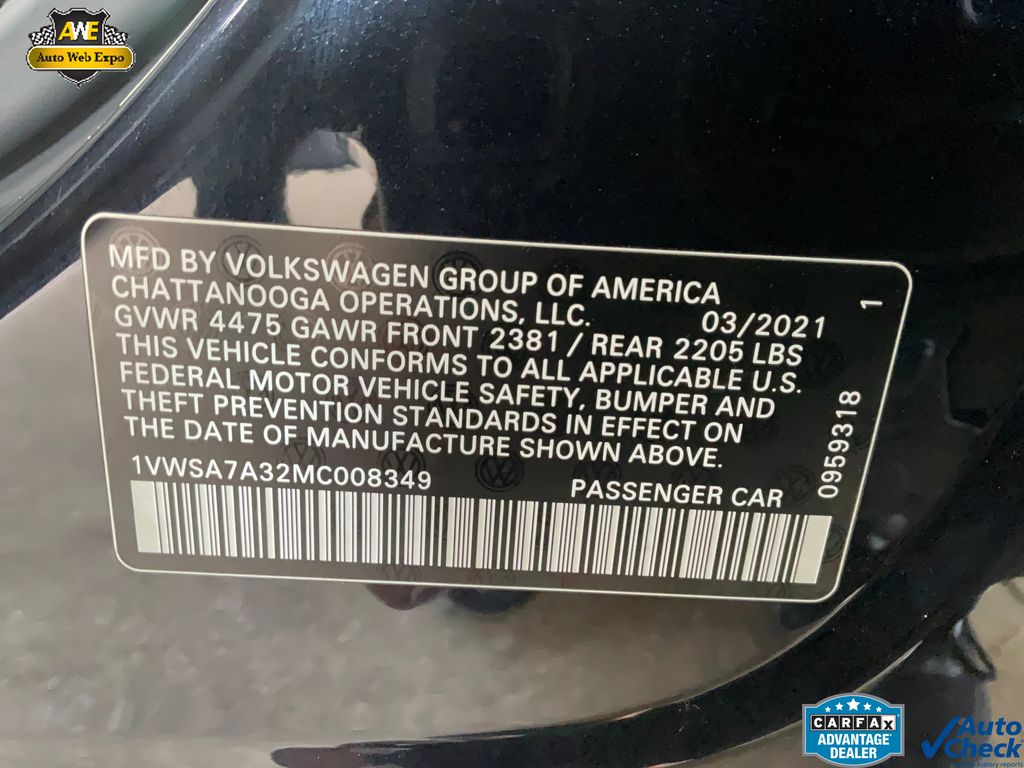 AWE
Auto Web Expo
MFD BY VOLKSWAGEN GROUP OF AMERICA
CHATTANOOGA OPERATIONS, LLC. 03/2021 1
GVWR 4475 GAWR FRONT 2381 / REAR 2205 LBS
THIS VEHICLE CONFORMS TO ALL APPLICABLE U.S.
FEDERAL MOTOR VEHICLE SAFETY, BUMPER AND
THEFT PREVENTION STANDARDS IN EFFECT ON
THE DATE OF MANUFACTURE SHOWN ABOVE.
1VWSA7A32MC008349 PASSENGER CAR
0959318
CARFAX
ADVANTAGE
DEALER
Auto
Check
vehicle history reports